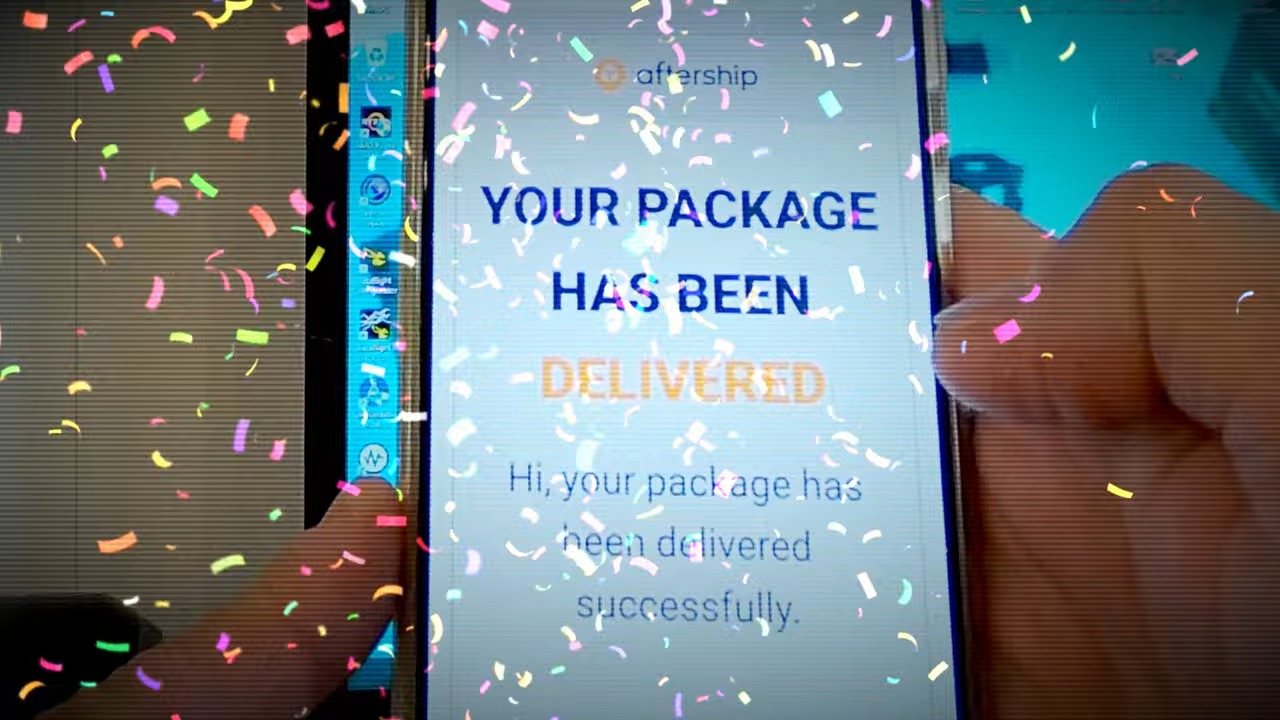 aftership
YOUR PACKAGE
HAS BEEN
DELIVERED
Hi, your package has
been delivered
successfully.